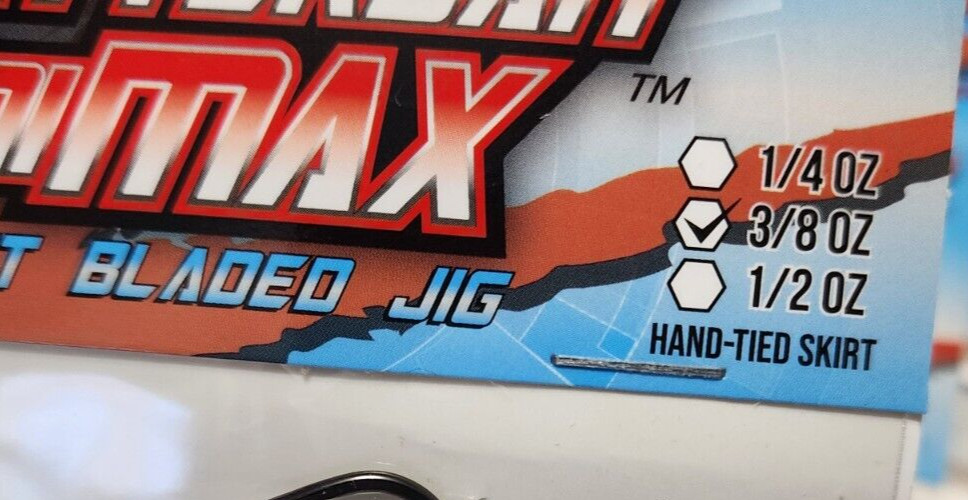 MAX
™
BLADED JIG
1/4 OZ
3/8 OZ
1/2 OZ
HAND-TIED SKIRT